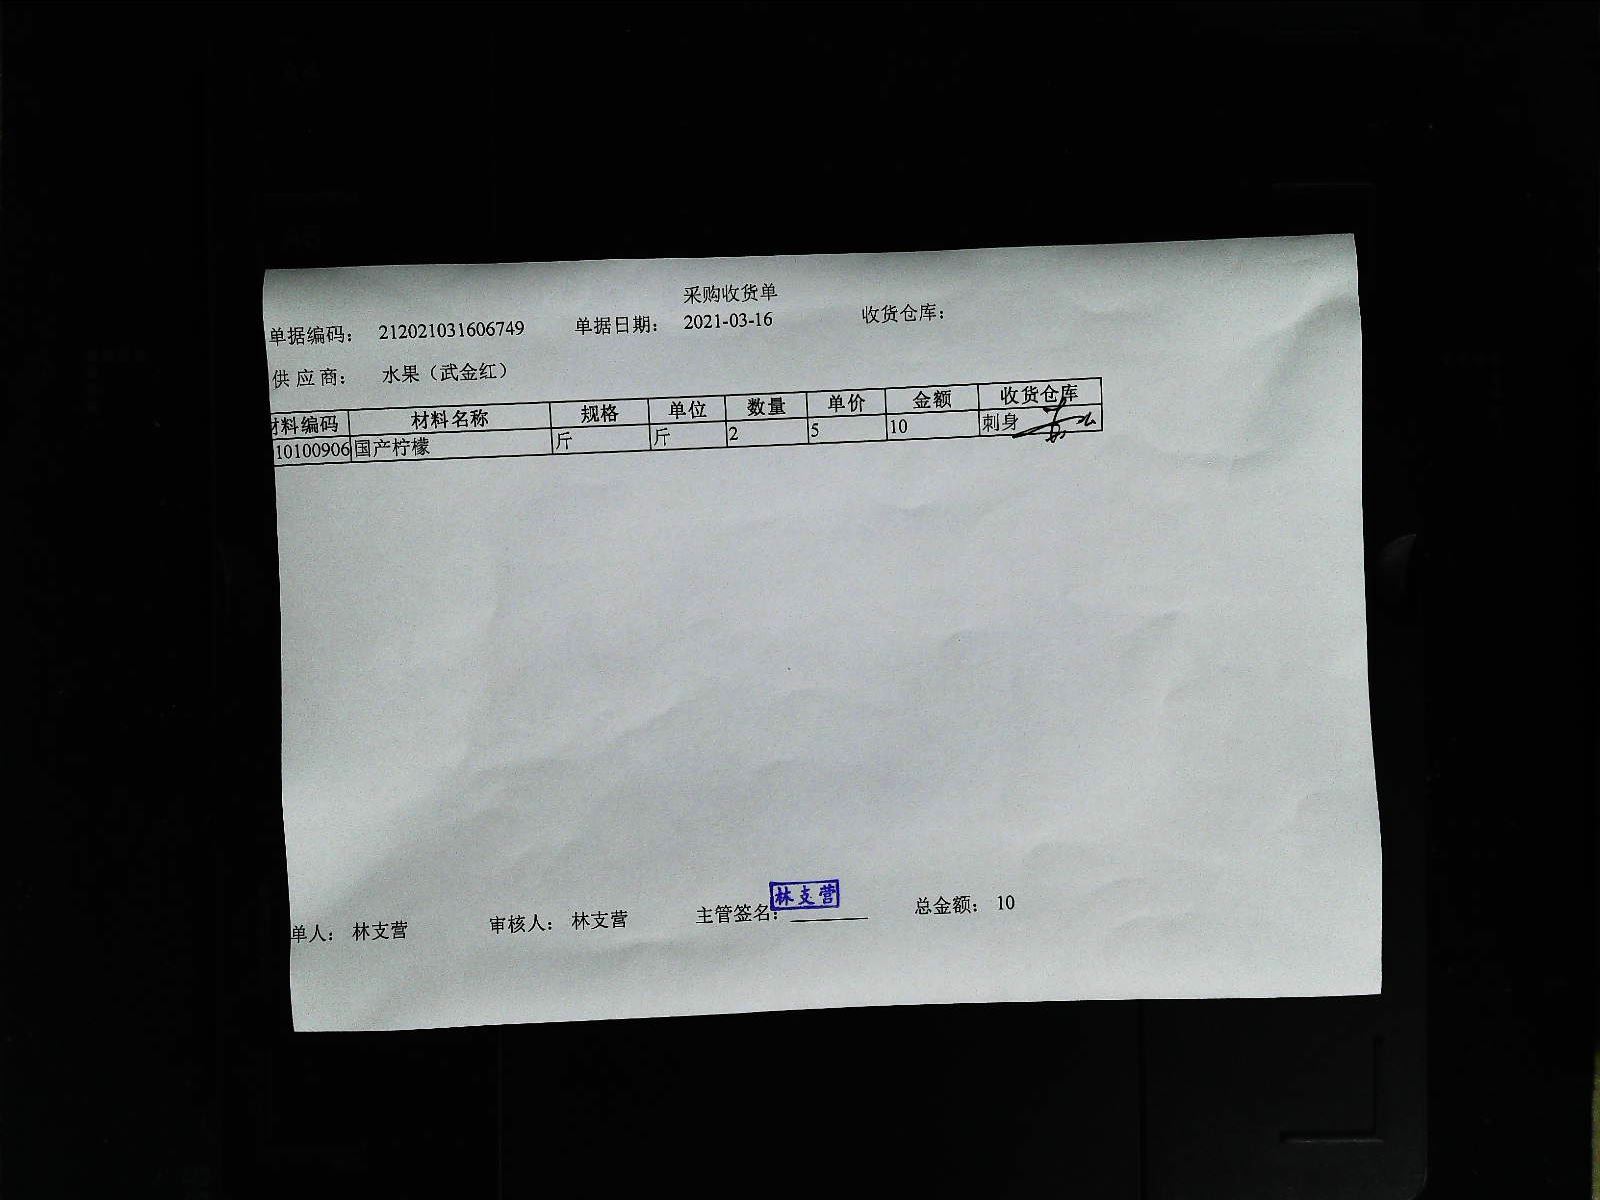 采购收货单
单据编码： 212021031606749 单据日期： 2021-03-16 收货仓库：
供应商： 水果（武金红）
材料编码 材料名称 规格 单位 数量 单价 金额 收货仓库
10100906 国产柠檬 斤 斤 2 5 10 刺身
林支营
单人： 林支营 审核人： 林支营 主管签名： 总金额： 10